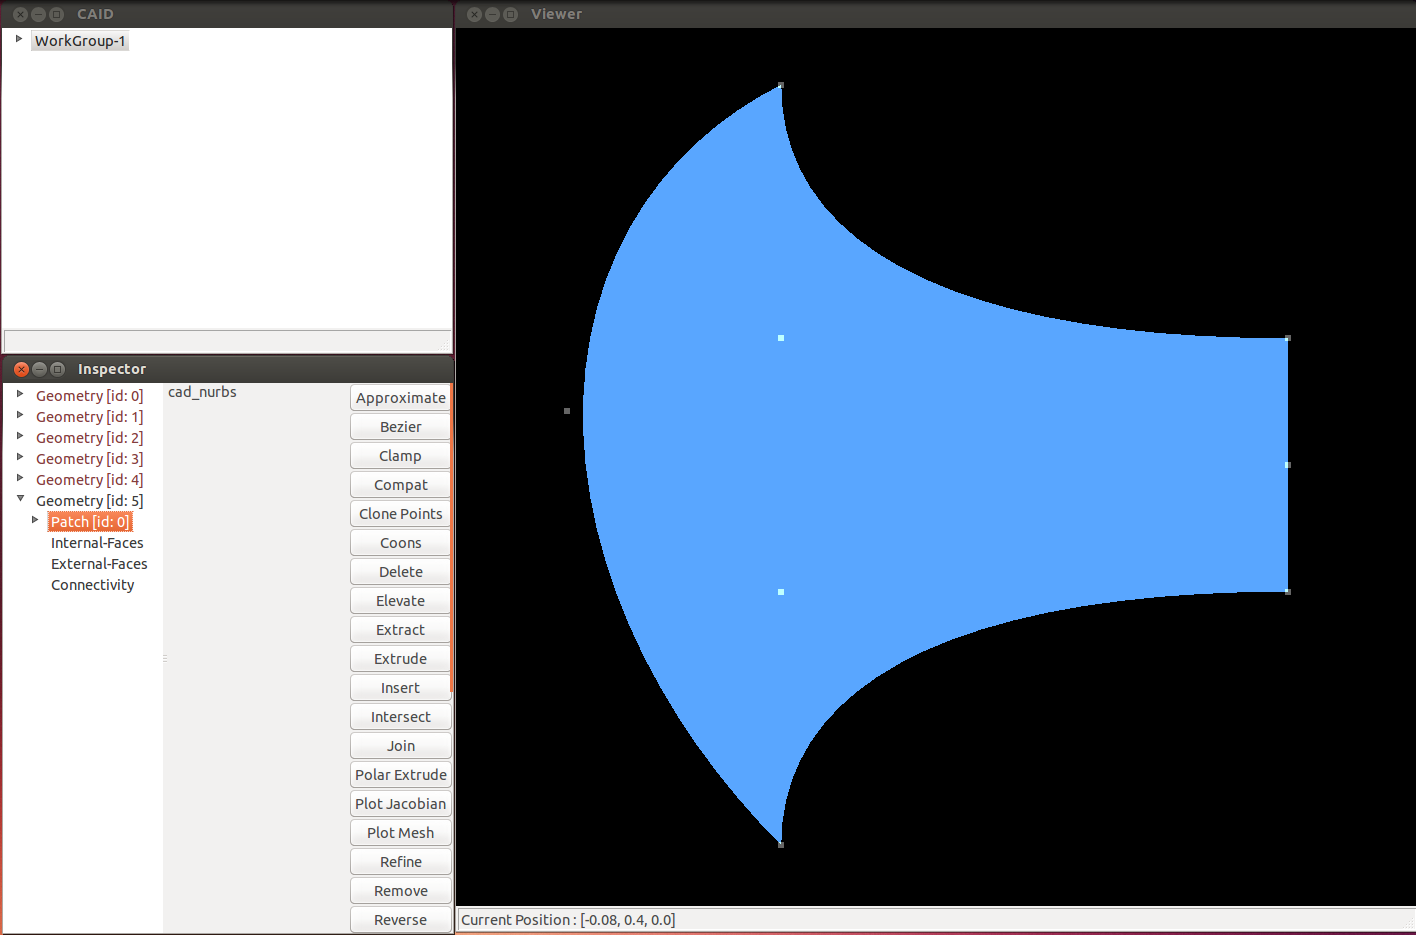 CAID
WorkGroup-1
Viewer
Inspector
Geometry [id: 0]
Geometry [id: 1]
Geometry [id: 2]
Geometry [id: 3]
Geometry [id: 4]
Geometry [id: 5]
Patch [id: 0]
Internal-Faces
External-Faces
Connectivity
cad_nurbs
Approximate
Bezier
Clamp
Compat
Clone Points
Coons
Delete
Elevate
Extract
Extrude
Insert
Intersect
Join
Polar Extrude
Plot Jacobian
Plot Mesh
Refine
Remove
Reverse
Current Position : [-0.08, 0.4, 0.0]